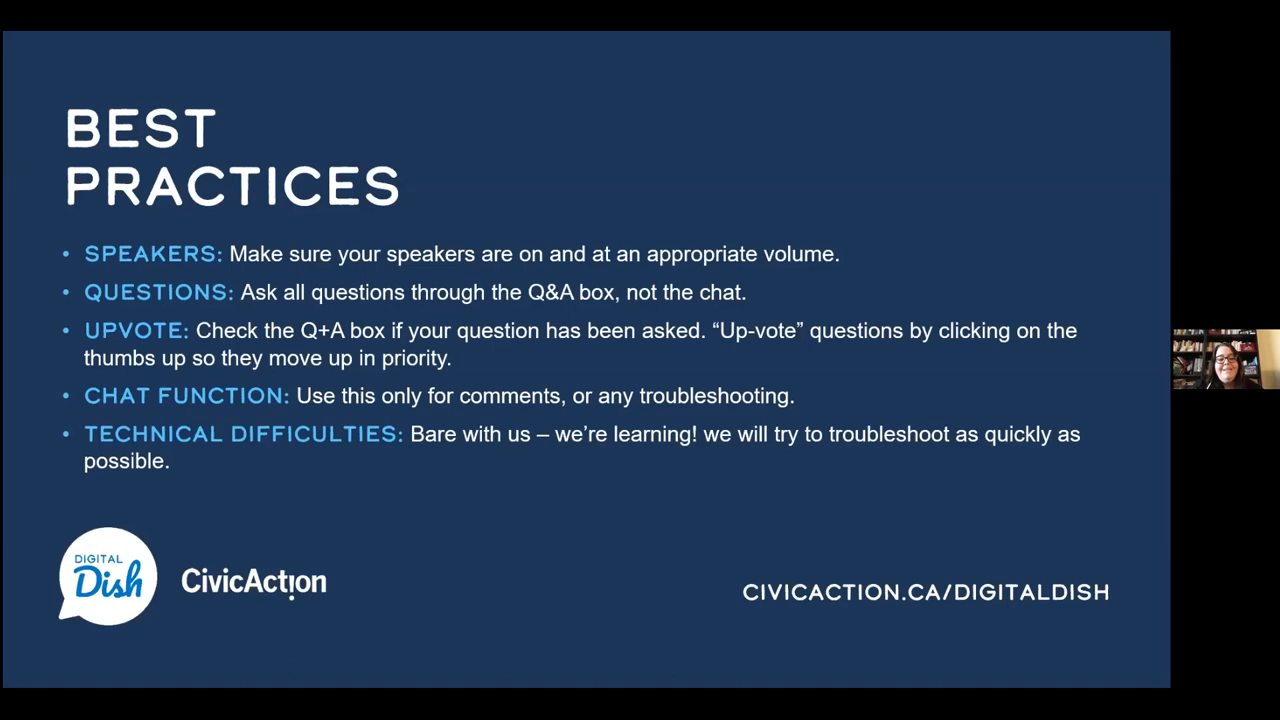 BEST
PRACTICES
• SPEAKERS: Make sure your speakers are on and at an appropriate volume.
• QUESTIONS: Ask all questions through the Q&A box, not the chat.
• UPVOTE: Check the Q+A box if your question has been asked. “Up-vote” questions by clicking on the
thumbs up so they move up in priority.
• CHAT FUNCTION: Use this only for comments, or any troubleshooting.
• TECHNICAL DIFFICULTIES: Bare with us – we’re learning! we will try to troubleshoot as quickly as
possible.
DIGITAL
Dish
CivicAction
CIVICACTION.CA/DIGITALDISH